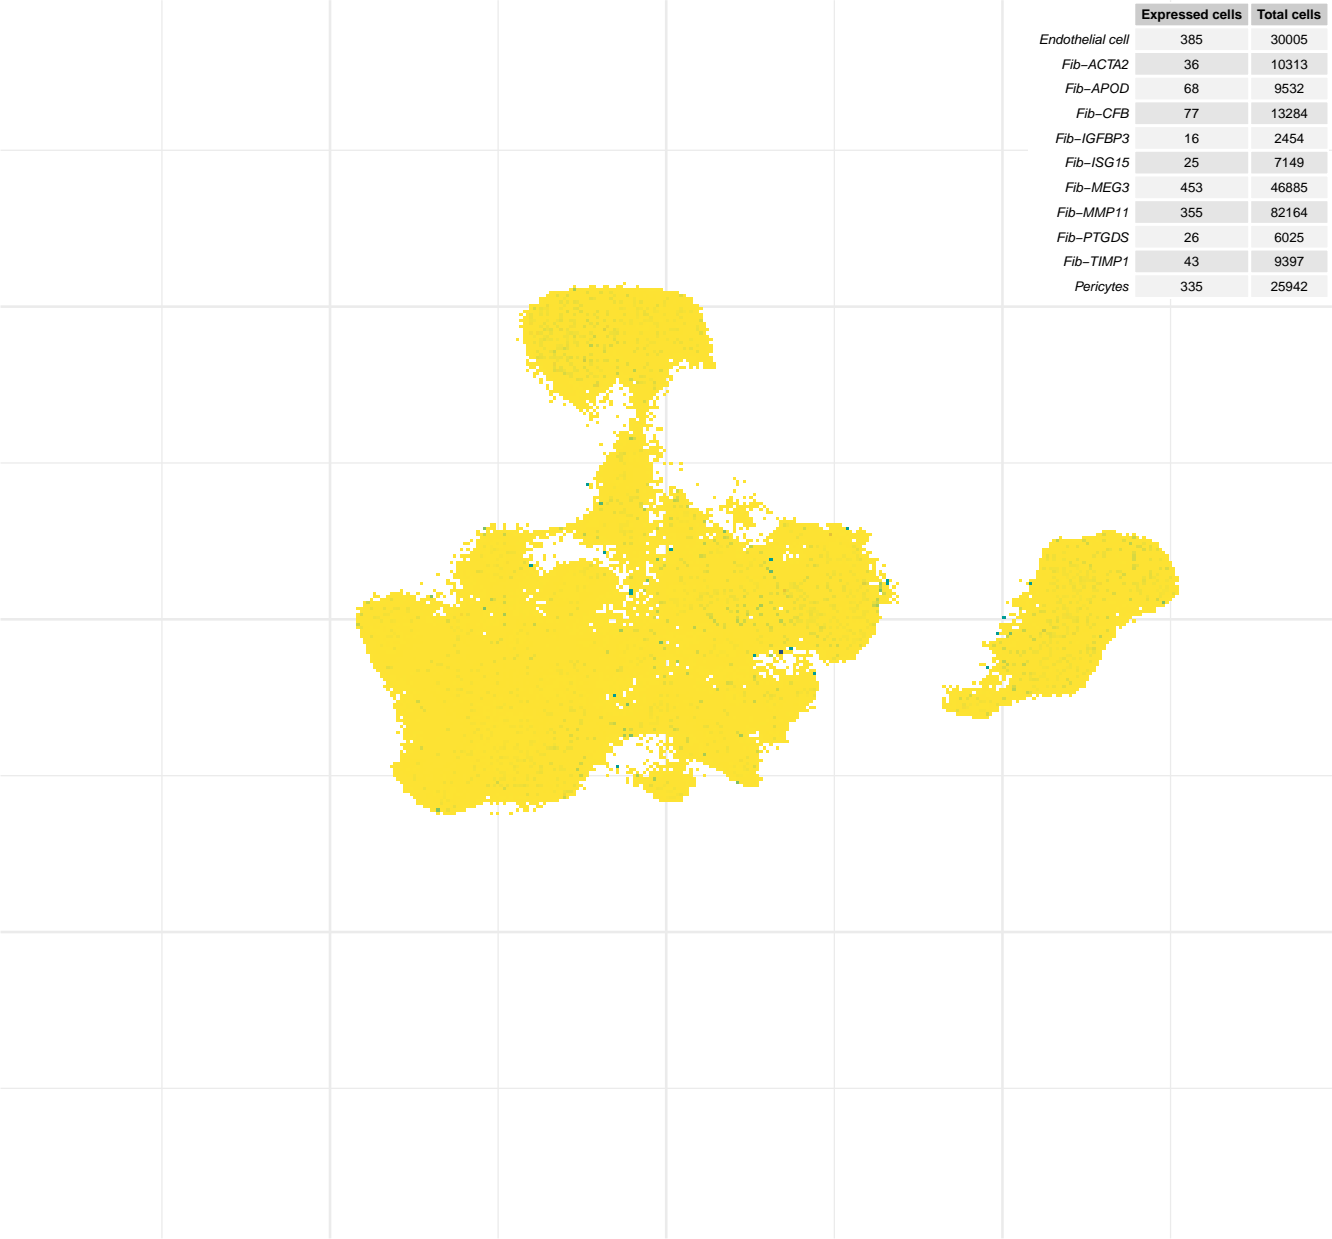 Expressed cells Total cells
Endothelial cell 385 30005
Fib−ACTA2 36 10313
Fib−APOD 68 9532
Fib−CFB 77 13284
Fib−IGFBP3 16 2454
Fib−ISG15 25 7149
Fib−MEG3 453 46885
Fib−MMP11 355 82164
Fib−PTGDS 26 6025
Fib−TIMP1 43 9397
Pericytes 335 25942